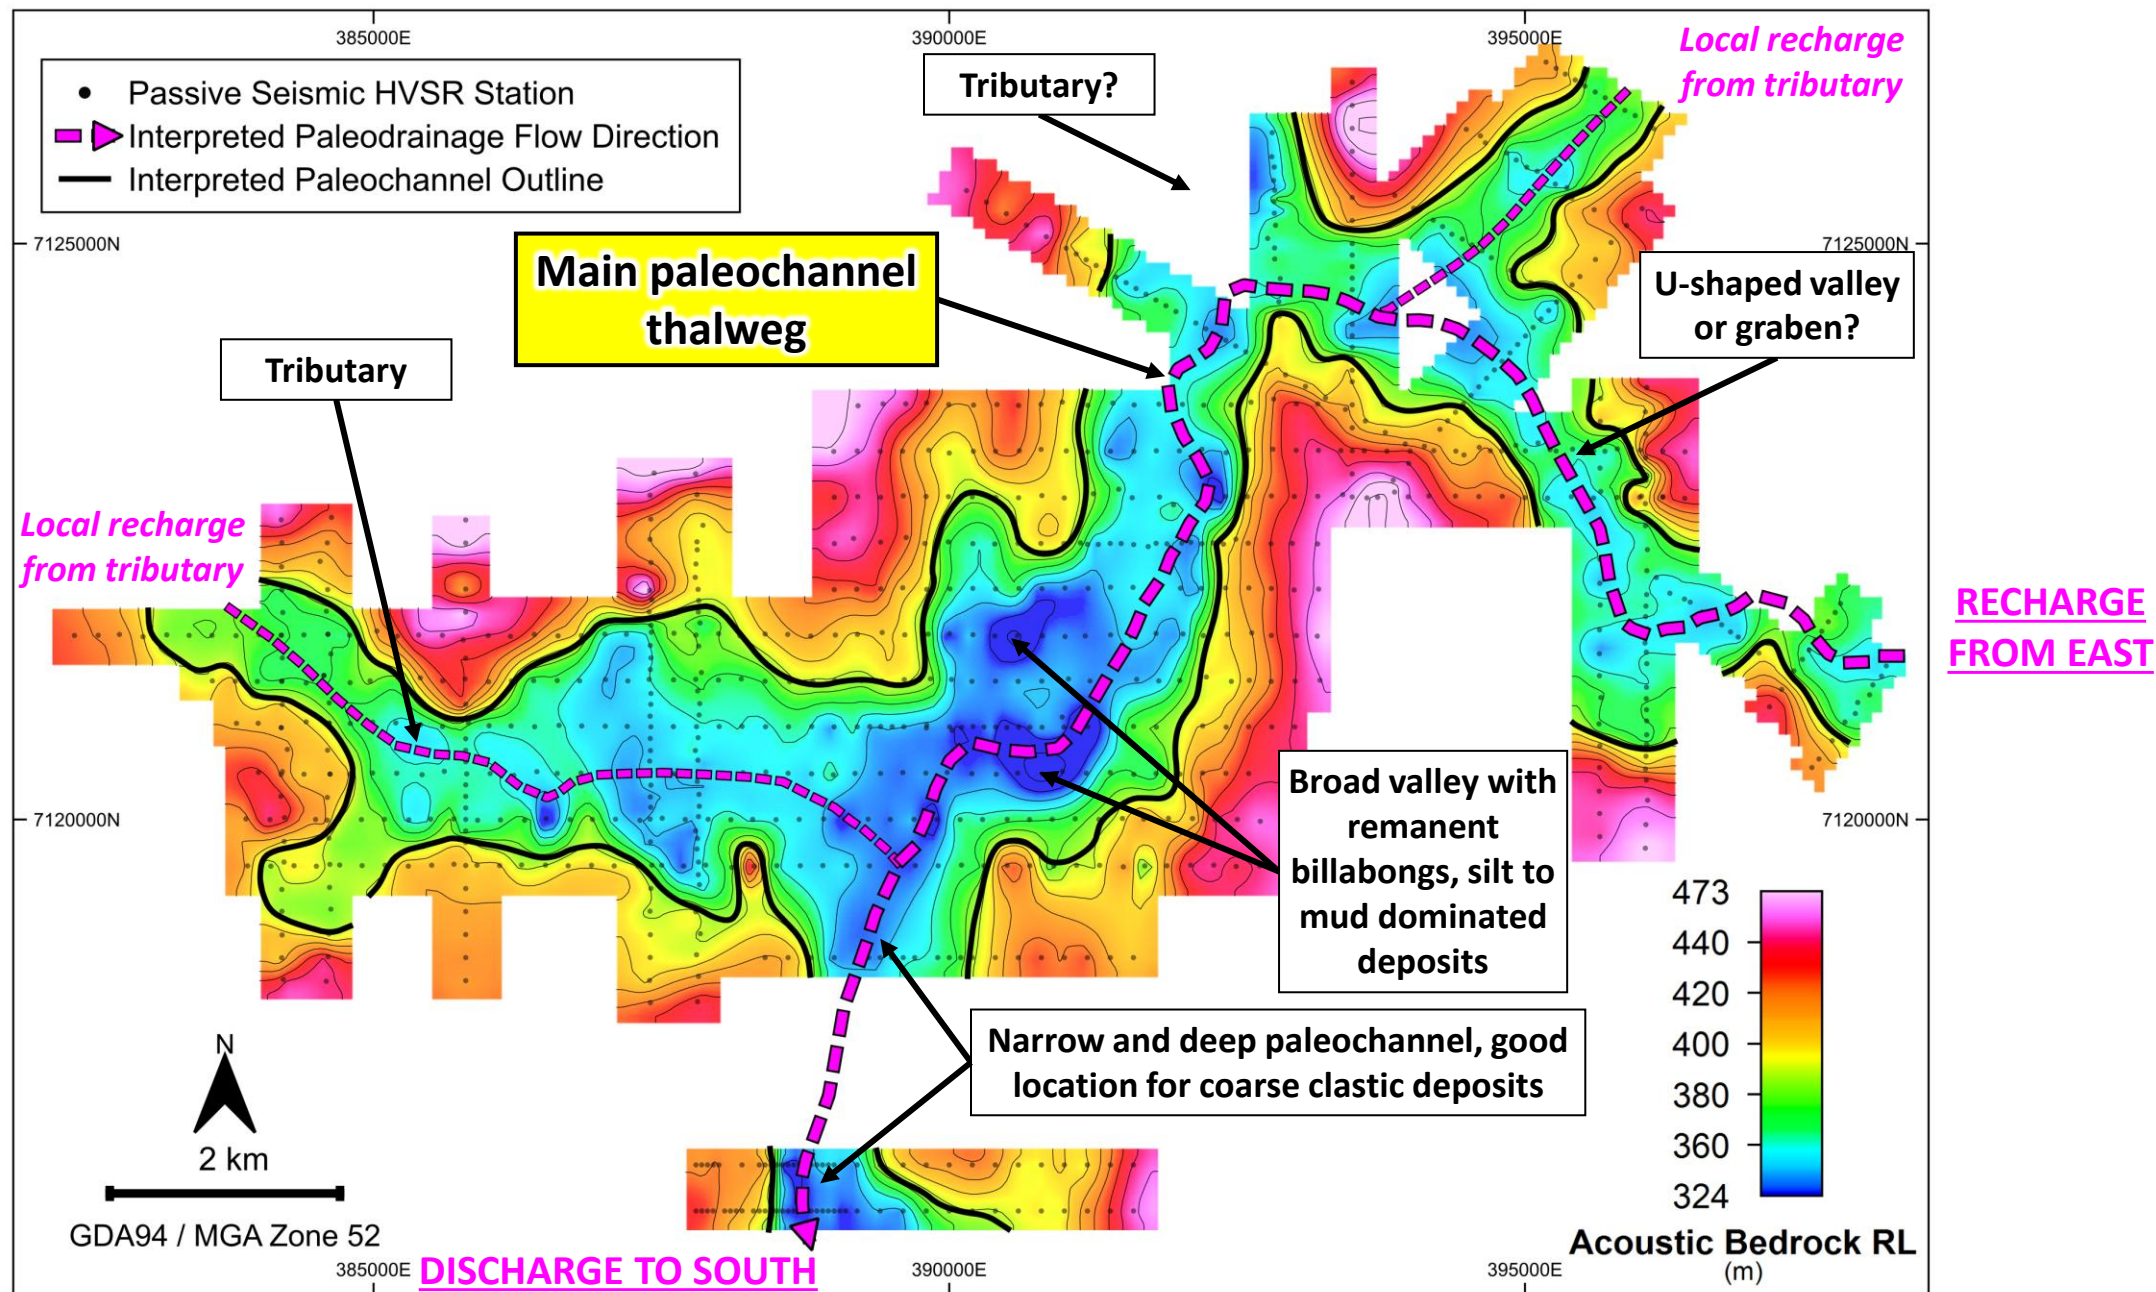 385000E
390000E
395000E
Passive Seismic HVSR Station
Interpreted Paleodrainage Flow Direction
Interpreted Paleochannel Outline
Tributary?
Local recharge
from tributary
7125000N
7125000N
Main paleochannel
thalweg
U-shaped valley
or graben?
Tributary
Local recharge
from tributary
RECHARGE
FROM EAST
7120000N
7120000N
Broad valley with
remanent
billabongs, silt to
mud dominated
deposits
Narrow and deep paleochannel, good
location for coarse clastic deposits
473
440
420
400
380
360
324
Acoustic Bedrock RL
(m)
N
2 km
GDA94 / MGA Zone 52
DISCHARGE TO SOUTH
385000E
390000E
395000E